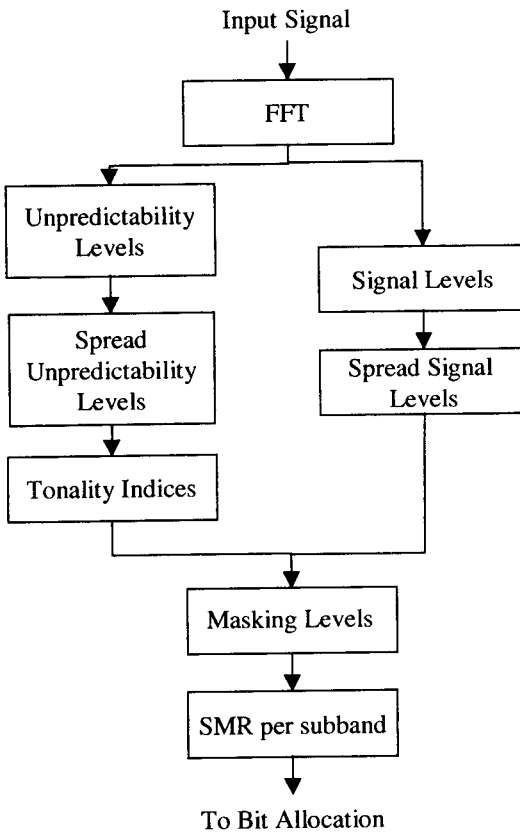 Input Signal
FFT
Unpredictability
Levels
Spread
Unpredictability
Levels
Tonality Indices
Signal Levels
Spread Signal
Levels
Masking Levels
SMR per subband
To Bit Allocation